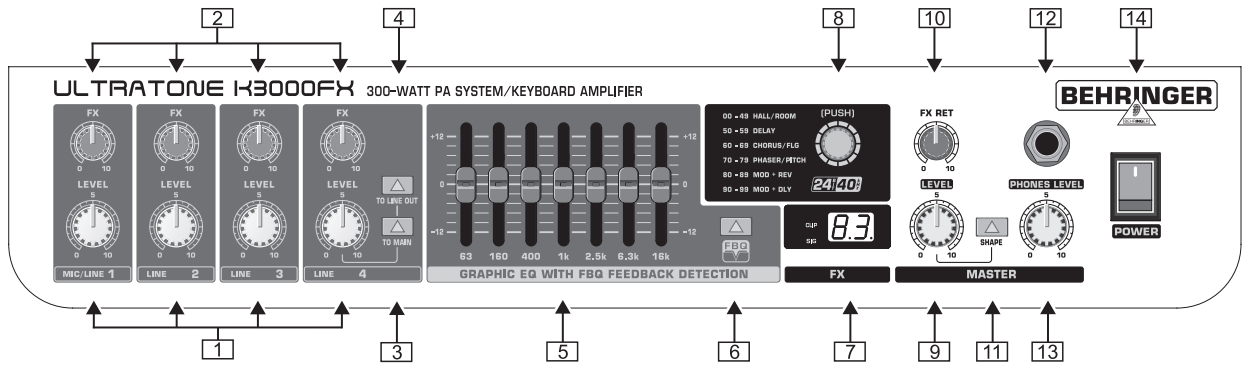 2 4 8 10 12 14
ULTRATONE K3000FX 300-WATT PA SYSTEM/KEYBOARD AMPLIFIER
BEHRINGER
BEHRINGER
FX FX FX FX
0 10 0 10 0 10 0 10
LEVEL LEVEL LEVEL LEVEL
5 5 5 5
0 10 0 10 0 10 0 10
TO LINE OUT
TO MAIN
MIC/LINE 1 LINE 2 LINE 3 LINE 4
+12 +12
0 0
-12 -12
63 160 400 1k 2.5k 6.3k 16k
FBQ
GRAPHIC EQ WITH FBQ FEEDBACK DETECTION
(PUSH)
00 - 49 HALL/ROOM
50 - 59 DELAY
60 - 69 CHORUS/FLG
70 - 79 PHASER/PITCH
80 - 89 MOD + REV
90 - 99 MOD + DLY
CLIP
SIG
8.3.
FX
FX RET
0 10
LEVEL
5
0 10
SHAPE
PHONES LEVEL
5
0 10
MASTER
POWER
1 3 5 6 7 9 11 13